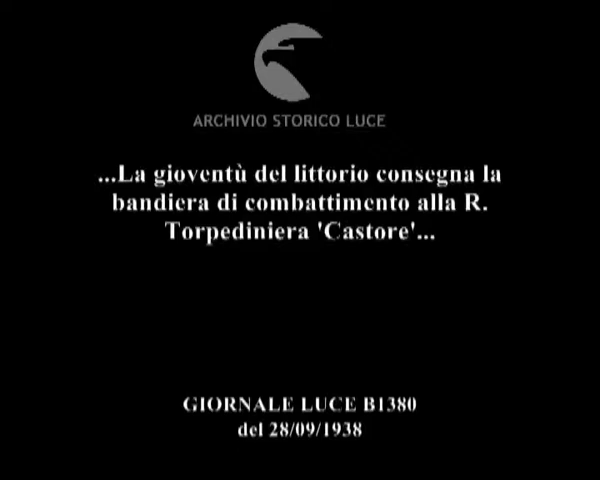 ARCHIVIO STORICO LUCE
...La gioventù del littorio consegna la
bandiera di combattimento alla R.
Torpediniera 'Castore'...
GIORNALE LUCE B1380
del 28/09/1938